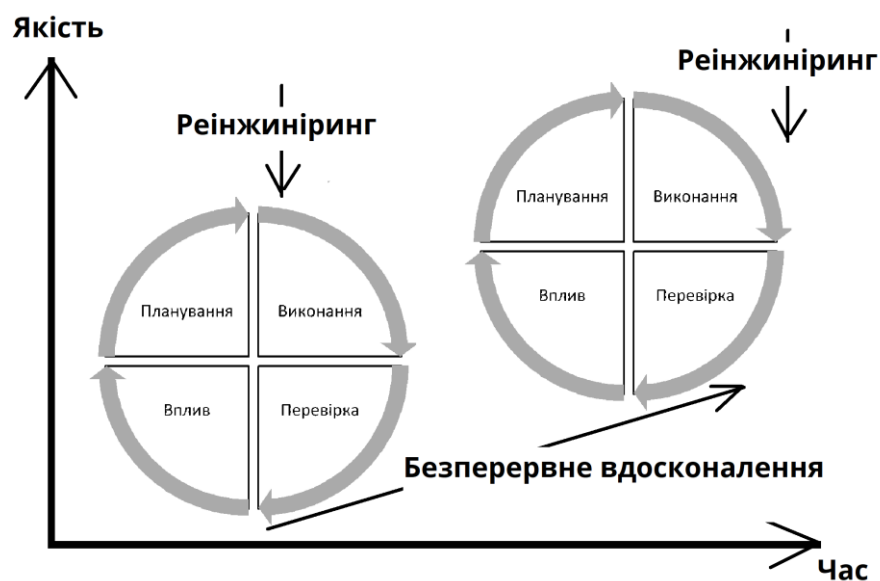 Якість
Реінжиніринг
Реінжиніринг
Планування
Виконання
Вплив
Перевірка
Планування
Виконання
Вплив
Перевірка
Безперервне вдосконалення
Час